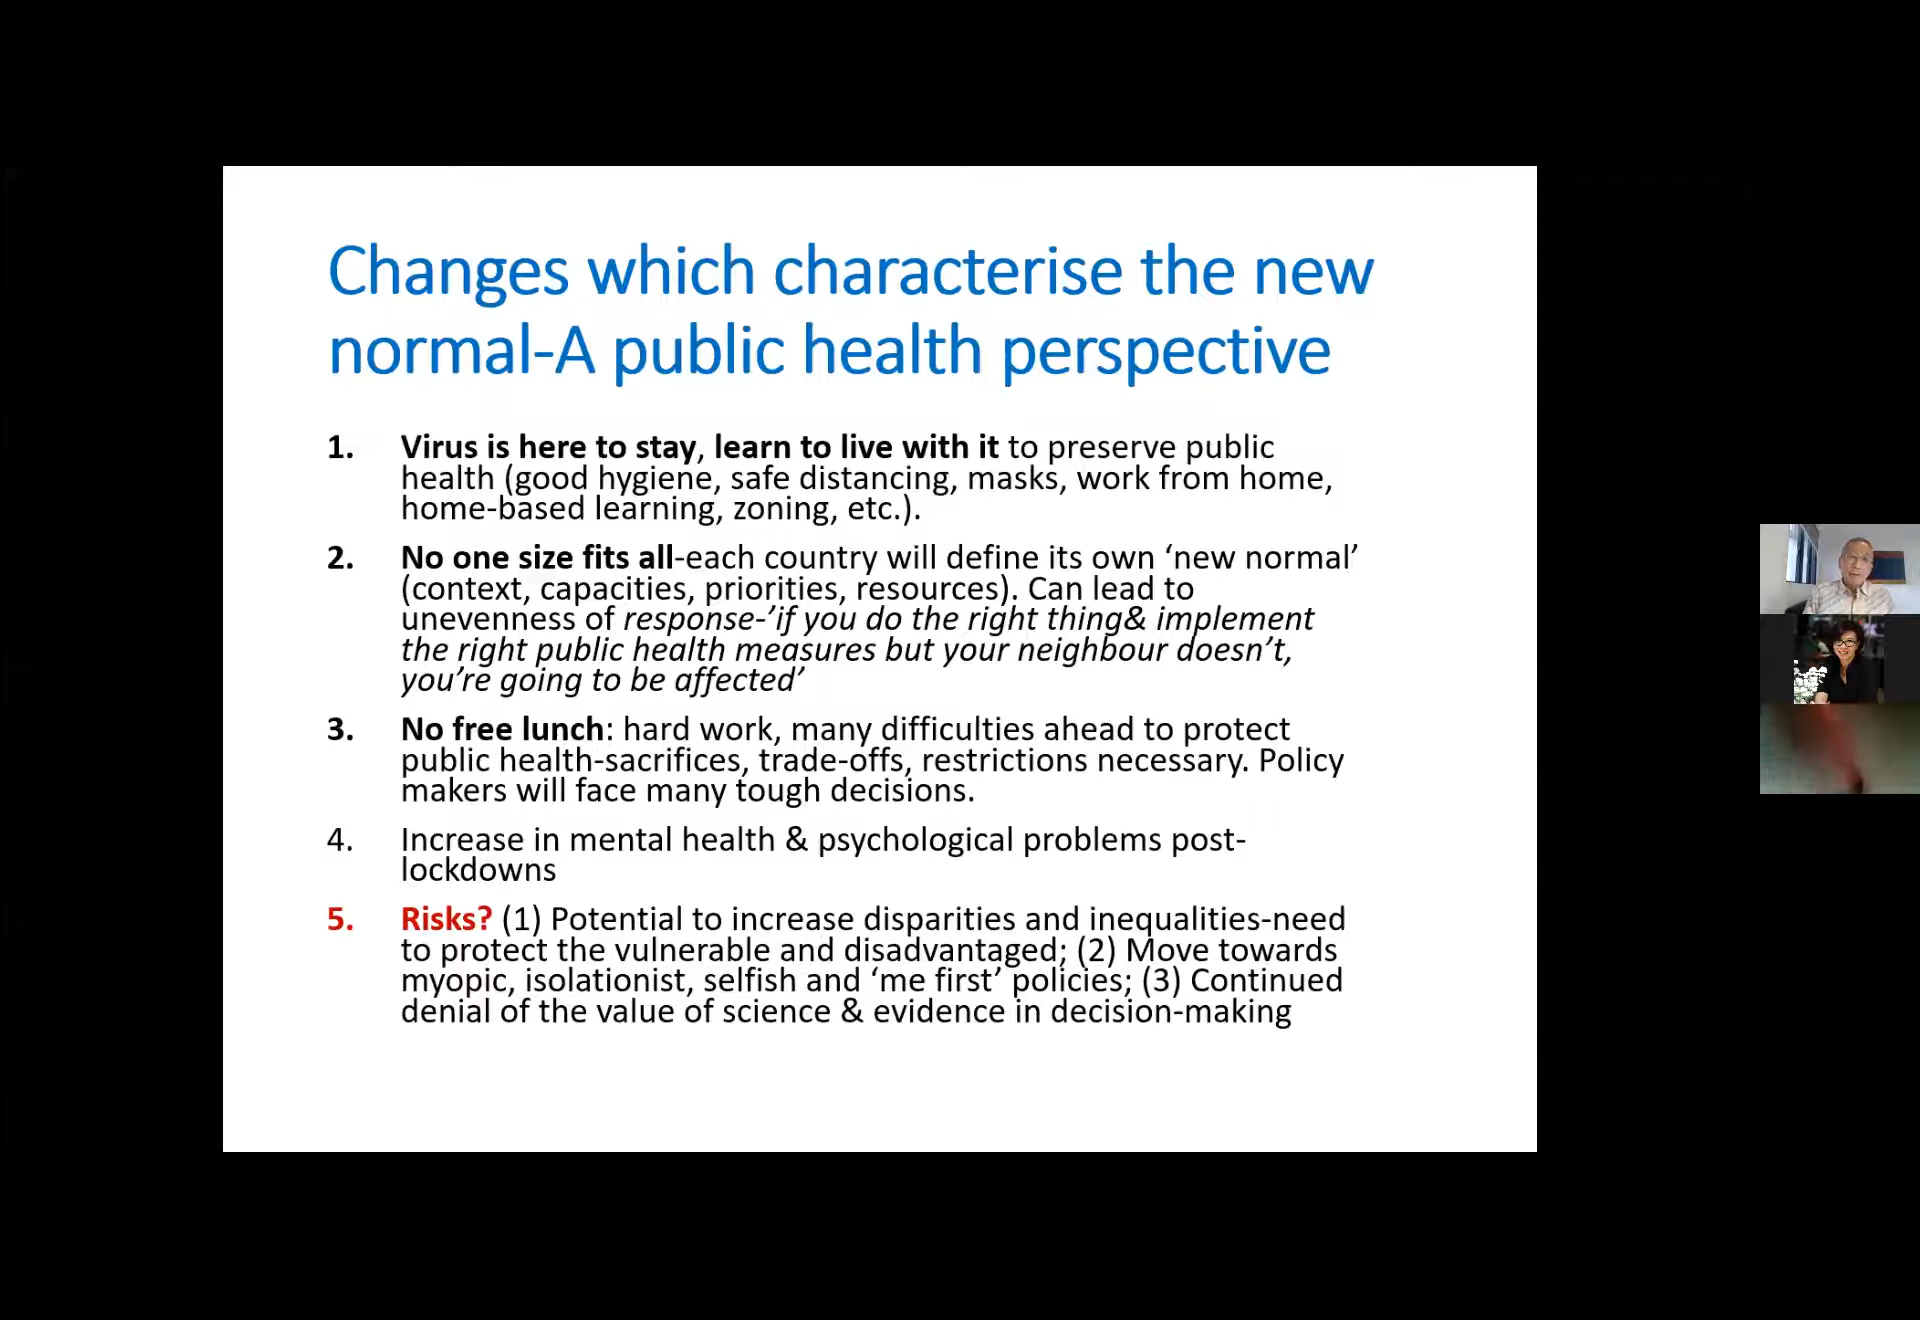 Changes which characterise the new
normal-A public health perspective
1. Virus is here to stay, learn to live with it to preserve public
health (good hygiene, safe distancing, masks, work from home,
home-based learning, zoning, etc.).
2. No one size fits all-each country will define its own ‘new normal’
(context, capacities, priorities, resources). Can lead to
unevenness of response-’if you do the right thing& implement
the right public health measures but your neighbour doesn’t,
you’re going to be affected’
3. No free lunch: hard work, many difficulties ahead to protect
public health-sacrifices, trade-offs, restrictions necessary. Policy
makers will face many tough decisions.
4. Increase in mental health & psychological problems post-
lockdowns
5. Risks? (1) Potential to increase disparities and inequalities-need
to protect the vulnerable and disadvantaged; (2) Move towards
myopic, isolationist, selfish and ‘me first’ policies; (3) Continued
denial of the value of science & evidence in decision-making